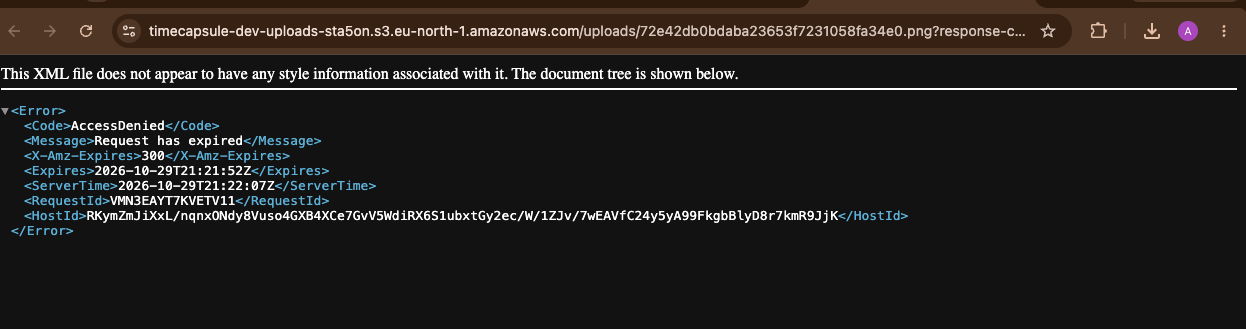 timecapsule-dev-uploads-sta5on.s3.eu-north-1.amazonaws.com/uploads/72e42db0bdaba23653f7231058fa34e0.png?response-c...
A
This XML file does not appear to have any style information associated with it. The document tree is shown below.
<Error>
<Code>AccessDenied</Code>
<Message>Request has expired</Message>
<X-Amz-Expires>300</X-Amz-Expires>
<Expires>2026-10-29T21:21:52Z</Expires>
<ServerTime>2026-10-29T21:22:07Z</ServerTime>
<RequestId>VMN3EAYT7KVETV11</RequestId>
<HostId>RKymZmJiXxL/nqnxONdy8Vuso4GXB4XCe7GvV5WdiRX6S1ubxtGy2ec/W/1ZJv/7wEAVfC24y5yA99FkgbBlyD8r7kmR9JjK</HostId>
</Error>